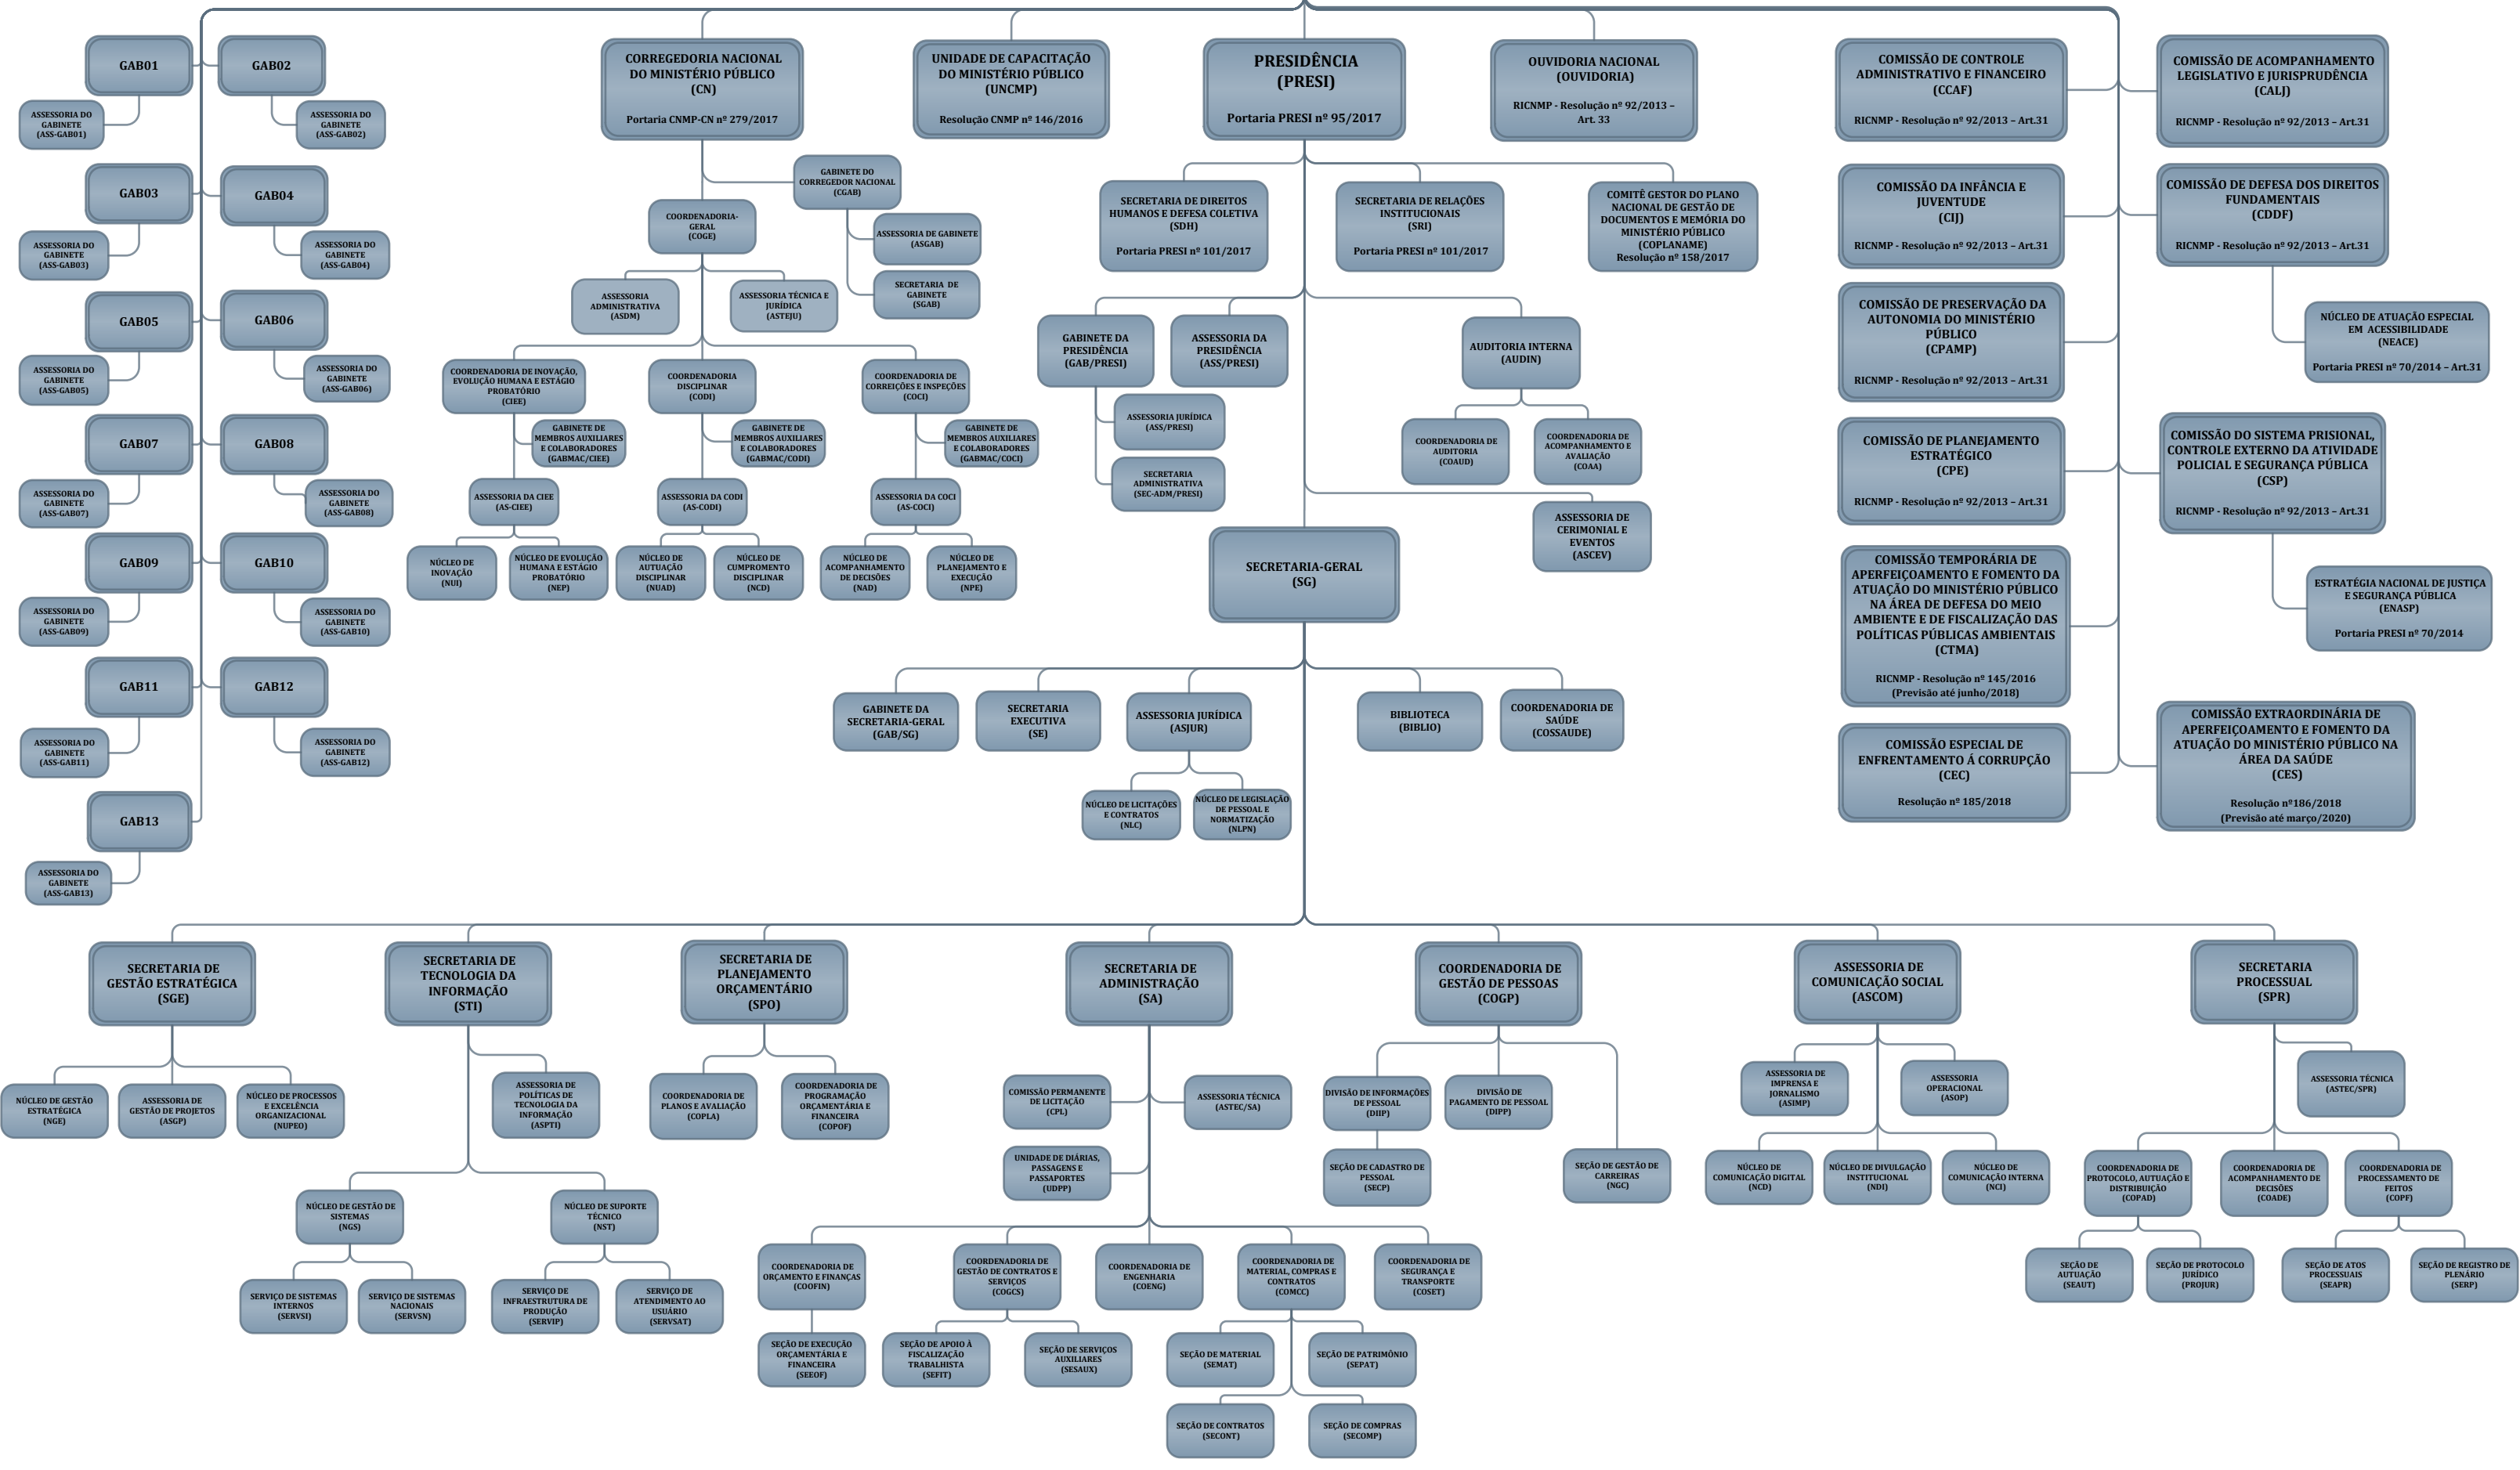 GAB01
GAB02
ASSESSORIA DO
GABINETE
(ASS-GAB01)
ASSESSORIA DO
GABINETE
(ASS-GAB02)
GAB03
GAB04
ASSESSORIA DO
GABINETE
(ASS-GAB03)
ASSESSORIA DO
GABINETE
(ASS-GAB04)
GAB05
GAB06
ASSESSORIA DO
GABINETE
(ASS-GAB05)
ASSESSORIA DO
GABINETE
(ASS-GAB06)
GAB07
GAB08
ASSESSORIA DO
GABINETE
(ASS-GAB07)
ASSESSORIA DO
GABINETE
(ASS-GAB08)
GAB09
GAB10
ASSESSORIA DO
GABINETE
(ASS-GAB09)
ASSESSORIA DO
GABINETE
(ASS-GAB10)
GAB11
GAB12
ASSESSORIA DO
GABINETE
(ASS-GAB11)
ASSESSORIA DO
GABINETE
(ASS-GAB12)
GAB13
ASSESSORIA DO
GABINETE
(ASS-GAB13)
CORREGEDORIA NACIONAL
DO MINISTÉRIO PÚBLICO
(CN)
Portaria CNMP-CN nº 279/2017
GABINETE DO
CORREGEDOR NACIONAL
(CGAB)
COORDENADORIA-
GERAL
(COGE)
ASSESSORIA DE GABINETE
(ASGAB)
SECRETARIA DE
GABINETE
(SGAB)
ASSESSORIA
ADMINISTRATIVA
(ASDM)
ASSESSORIA TÉCNICA E
JURÍDICA
(ASTEJU)
COORDENADORIA DE INOVAÇÃO,
EVOLUÇÃO HUMANA E ESTÁGIO
PROBATÓRIO
(CIEE)
COORDENADORIA
DISCIPLINAR
(CODI)
COORDENADORIA DE
CORREIÇÕES E INSPEÇÕES
(COCI)
GABINETE DE
MEMBROS AUXILIARES
E COLABORADORES
(GABMAC/CIEE)
GABINETE DE
MEMBROS AUXILIARES
E COLABORADORES
(GABMAC/CODI)
GABINETE DE
MEMBROS AUXILIARES
E COLABORADORES
(GABMAC/COCI)
ASSESSORIA DA CIEE
(AS-CIEE)
ASSESSORIA DA CODI
(AS-CODI)
ASSESSORIA DA COCI
(AS-COCI)
NÚCLEO DE
INOVAÇÃO
(NUI)
NÚCLEO DE EVOLUÇÃO
HUMANA E ESTÁGIO
PROBATÓRIO
(NEP)
NÚCLEO DE
AUTUAÇÃO
DISCIPLINAR
(NUAD)
NÚCLEO DE
CUMPROMENTO
DISCIPLINAR
(NCD)
NÚCLEO DE
ACOMPANHAMENTO
DE DECISÕES
(NAD)
NÚCLEO DE
PLANEJAMENTO E
EXECUÇÃO
(NPE)
UNIDADE DE CAPACITAÇÃO
DO MINISTÉRIO PÚBLICO
(UNCMP)
Resolução CNMP nº 146/2016
PRESIDÊNCIA
(PRESI)
Portaria PRESI nº 95/2017
OUVIDORIA NACIONAL
(OUVIDORIA)
RICNMP - Resolução nº 92/2013 –
Art. 33
SECRETARIA DE DIREITOS
HUMANOS E DEFESA COLETIVA
(SDH)
Portaria PRESI nº 101/2017
SECRETARIA DE RELAÇÕES
INSTITUCIONAIS
(SRI)
Portaria PRESI nº 101/2017
COMITÊ GESTOR DO PLANO
NACIONAL DE GESTÃO DE
DOCUMENTOS E MEMÓRIA DO
MINISTÉRIO PÚBLICO
(COPLANAME)
Resolução nº 158/2017
GABINETE DA
PRESIDÊNCIA
(GAB/PRESI)
ASSESSORIA DA
PRESIDÊNCIA
(ASS/PRESI)
AUDITORIA INTERNA
(AUDIN)
ASSESSORIA JURÍDICA
(ASS/PRESI)
SECRETARIA
ADMINISTRATIVA
(SEC-ADM/PRESI)
COORDENADORIA DE
AUDITORIA
(COAUD)
COORDENADORIA DE
ACOMPANHAMENTO E
AVALIAÇÃO
(COAA)
ASSESSORIA DE
CERIMONIAL E
EVENTOS
(ASCEV)
SECRETARIA-GERAL
(SG)
GABINETE DA
SECRETARIA-GERAL
(GAB/SG)
SECRETARIA
EXECUTIVA
(SE)
ASSESSORIA JURÍDICA
(ASJUR)
BIBLIOTECA
(BIBLIO)
COORDENADORIA DE
SAÚDE
(COSSAUDE)
NÚCLEO DE LICITAÇÕES
E CONTRATOS
(NLC)
NÚCLEO DE LEGISLAÇÃO
DE PESSOAL E
NORMATIZAÇÃO
(NLPN)
COMISSÃO DE CONTROLE
ADMINISTRATIVO E FINANCEIRO
(CCAF)
RICNMP - Resolução nº 92/2013 – Art.31
COMISSÃO DE ACOMPANHAMENTO
LEGISLATIVO E JURISPRUDÊNCIA
(CALJ)
RICNMP - Resolução nº 92/2013 – Art.31
COMISSÃO DA INFÂNCIA E
JUVENTUDE
(CIJ)
RICNMP - Resolução nº 92/2013 – Art.31
COMISSÃO DE DEFESA DOS DIREITOS
FUNDAMENTAIS
(CDDF)
RICNMP - Resolução nº 92/2013 – Art.31
COMISSÃO DE PRESERVAÇÃO DA
AUTONOMIA DO MINISTÉRIO
PÚBLICO
(CPAMP)
RICNMP - Resolução nº 92/2013 – Art.31
NÚCLEO DE ATUAÇÃO ESPECIAL
EM ACESSIBILIDADE
(NEACE)
Portaria PRESI nº 70/2014 – Art.31
COMISSÃO DE PLANEJAMENTO
ESTRATÉGICO
(CPE)
RICNMP - Resolução nº 92/2013 – Art.31
COMISSÃO DO SISTEMA PRISIONAL,
CONTROLE EXTERNO DA ATIVIDADE
POLICIAL E SEGURANÇA PÚBLICA
(CSP)
RICNMP - Resolução nº 92/2013 – Art.31
COMISSÃO TEMPORÁRIA DE
APERFEIÇOAMENTO E FOMENTO DA
ATUAÇÃO DO MINISTÉRIO PÚBLICO
NA ÁREA DE DEFESA DO MEIO
AMBIENTE E DE FISCALIZAÇÃO DAS
POLÍTICAS PÚBLICAS AMBIENTAIS
(CTMA)
RICNMP - Resolução nº 145/2016
(Previsão até junho/2018)
ESTRATÉGIA NACIONAL DE JUSTIÇA
E SEGURANÇA PÚBLICA
(ENASP)
Portaria PRESI nº 70/2014
COMISSÃO ESPECIAL DE
ENFRENTAMENTO Á CORRUPÇÃO
(CEC)
Resolução nº 185/2018
COMISSÃO EXTRAORDINÁRIA DE
APERFEIÇOAMENTO E FOMENTO DA
ATUAÇÃO DO MINISTÉRIO PÚBLICO NA
ÁREA DA SAÚDE
(CES)
Resolução nº186/2018
(Previsão até março/2020)
SECRETARIA DE
GESTÃO ESTRATÉGICA
(SGE)
NÚCLEO DE GESTÃO
ESTRATÉGICA
(NGE)
ASSESSORIA DE
GESTÃO DE PROJETOS
(ASGP)
NÚCLEO DE PROCESSOS
E EXCELÊNCIA
ORGANIZACIONAL
(NUPEO)
SECRETARIA DE
TECNOLOGIA DA
INFORMAÇÃO
(STI)
ASSESSORIA DE
POLÍTICAS DE
TECNOLOGIA DA
INFORMAÇÃO
(ASPTI)
NÚCLEO DE GESTÃO DE
SISTEMAS
(NGS)
NÚCLEO DE SUPORTE
TÉCNICO
(NST)
SERVIÇO DE SISTEMAS
INTERNOS
(SERVSI)
SERVIÇO DE SISTEMAS
NACIONAIS
(SERVSN)
SERVIÇO DE
INFRAESTRUTURA DE
PRODUÇÃO
(SERVIP)
SERVIÇO DE
ATENDIMENTO AO
USUÁRIO
(SERVSAT)
SECRETARIA DE
PLANEJAMENTO
ORÇAMENTÁRIO
(SPO)
COORDENADORIA DE
PLANOS E AVALIAÇÃO
(COPLA)
COORDENADORIA DE
PROGRAMAÇÃO
ORÇAMENTÁRIA E
FINANCEIRA
(COPOF)
SECRETARIA DE
ADMINISTRAÇÃO
(SA)
COMISSÃO PERMANENTE
DE LICITAÇÃO
(CPL)
ASSESSORIA TÉCNICA
(ASTEC/SA)
UNIDADE DE DIÁRIAS,
PASSAGENS E
PASSAPORTES
(UDPP)
COORDENADORIA DE
ORÇAMENTO E FINANÇAS
(COOFIN)
COORDENADORIA DE
GESTÃO DE CONTRATOS E
SERVIÇOS
(COGCS)
COORDENADORIA DE
ENGENHARIA
(COENG)
COORDENADORIA DE
MATERIAL, COMPRAS E
CONTRATOS
(COMCC)
COORDENADORIA DE
SEGURANÇA E
TRANSPORTE
(COSET)
SEÇÃO DE EXECUÇÃO
ORÇAMENTÁRIA E
FINANCEIRA
(SEEOF)
SEÇÃO DE APOIO À
FISCALIZAÇÃO
TRABALHISTA
(SEFIT)
SEÇÃO DE SERVIÇOS
AUXILIARES
(SESAUX)
SEÇÃO DE MATERIAL
(SEMAT)
SEÇÃO DE PATRIMÔNIO
(SEPAT)
SEÇÃO DE CONTRATOS
(SECONT)
SEÇÃO DE COMPRAS
(SECOMP)
COORDENADORIA DE
GESTÃO DE PESSOAS
(COGP)
DIVISÃO DE INFORMAÇÕES
DE PESSOAL
(DIIP)
DIVISÃO DE
PAGAMENTO DE PESSOAL
(DIPP)
SEÇÃO DE CADASTRO DE
PESSOAL
(SECP)
SEÇÃO DE GESTÃO DE
CARREIRAS
(NGC)
ASSESSORIA DE
COMUNICAÇÃO SOCIAL
(ASCOM)
ASSESSORIA DE
IMPRENSA E
JORNALISMO
(ASIMP)
ASSESSORIA
OPERACIONAL
(ASOP)
NÚCLEO DE
COMUNICAÇÃO DIGITAL
(NCD)
NÚCLEO DE DIVULGAÇÃO
INSTITUCIONAL
(NDI)
NÚCLEO DE
COMUNICAÇÃO INTERNA
(NCI)
SECRETARIA
PROCESSUAL
(SPR)
ASSESSORIA TÉCNICA
(ASTEC/SPR)
COORDENADORIA DE
PROTOCOLO, AUTUAÇÃO E
DISTRIBUIÇÃO
(COPAD)
COORDENADORIA DE
ACOMPANHAMENTO DE
DECISÕES
(COADE)
COORDENADORIA DE
PROCESSAMENTO DE
FEITOS
(COPF)
SEÇÃO DE
AUTUAÇÃO
(SEAUT)
SEÇÃO DE PROTOCOLO
JURÍDICO
(PROJUR)
SEÇÃO DE ATOS
PROCESSUAIS
(SEAPR)
SEÇÃO DE REGISTRO DE
PLENÁRIO
(SERP)